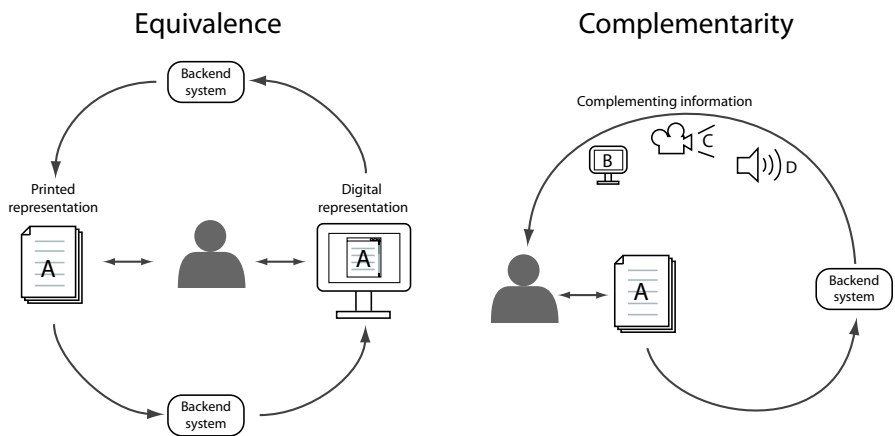 Equivalence
Backend
system
Printed
representation
A
Digital
representation
A
Backend
system
Complementarity
Complementing information
B
C
D
A
Backend
system